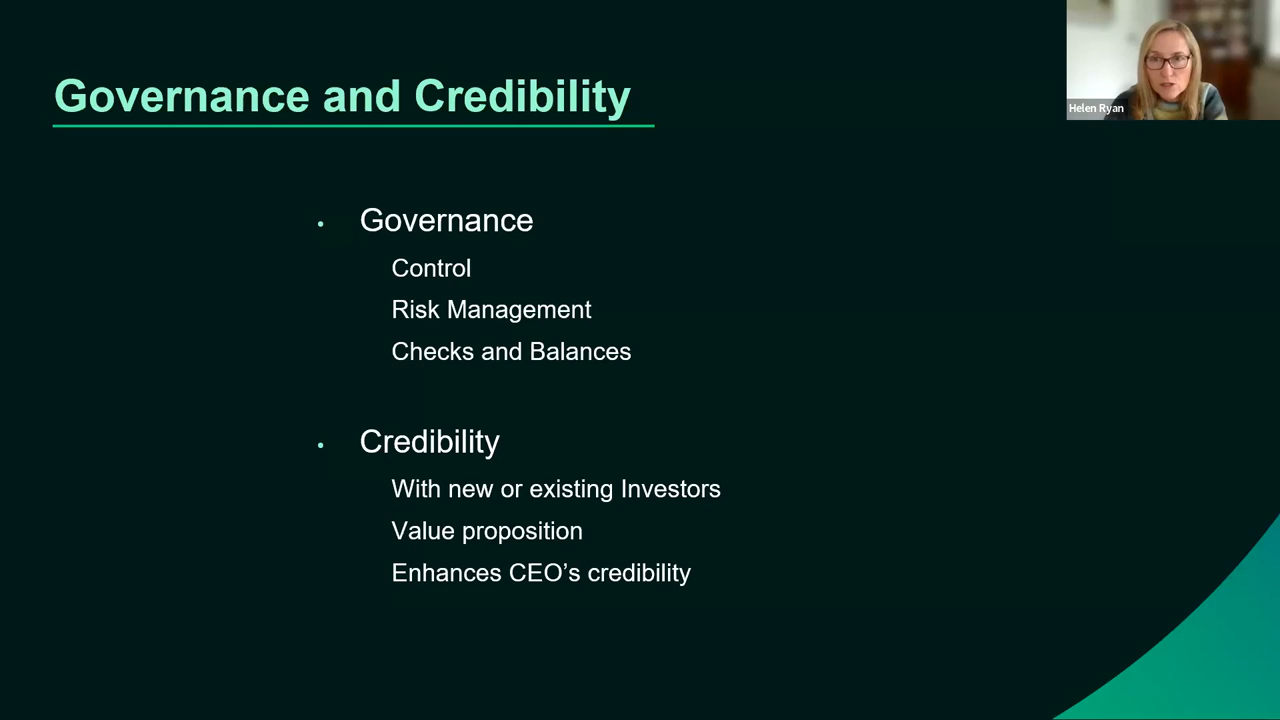 Governance and Credibility
Helen Ryan
• Governance
Control
Risk Management
Checks and Balances
• Credibility
With new or existing Investors
Value proposition
Enhances CEO’s credibility